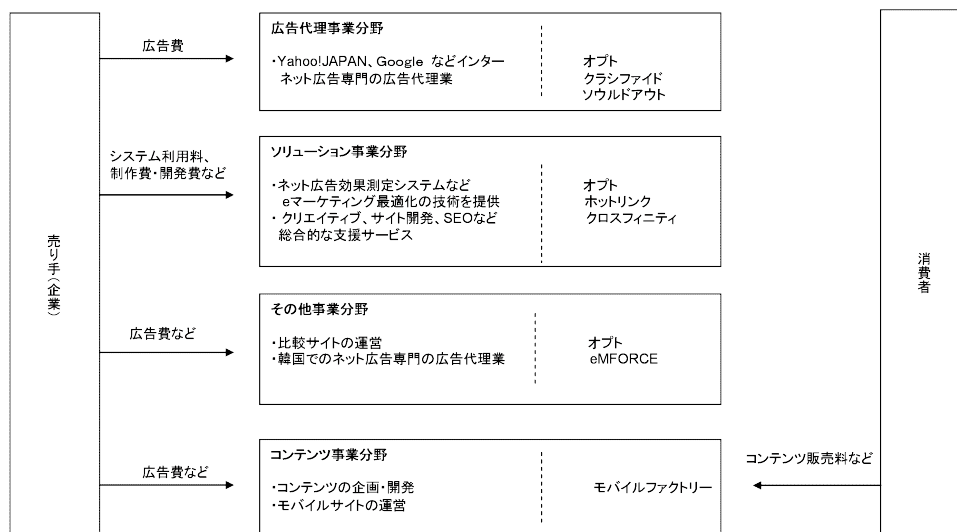 売り手(企業)
広告費
広告代理事業分野
・Yahoo!JAPAN、Google などインター
ネット広告専門の広告代理業
オプト
クラシファイド
ソウルドアウト
システム利用料、
制作費・開発費など
ソリューション事業分野
・ネット広告効果測定システムなど
eマーケティング最適化の技術を提供
・クリエイティブ、サイト開発、SEOなど
総合的な支援サービス
オプト
ホットリンク
クロスフィニティ
広告費など
その他事業分野
・比較サイトの運営
・韓国でのネット広告専門の広告代理業
オプト
eMFORCE
広告費など
コンテンツ事業分野
・コンテンツの企画・開発
・モバイルサイトの運営
モバイルファクトリー
コンテンツ販売料など
消費者